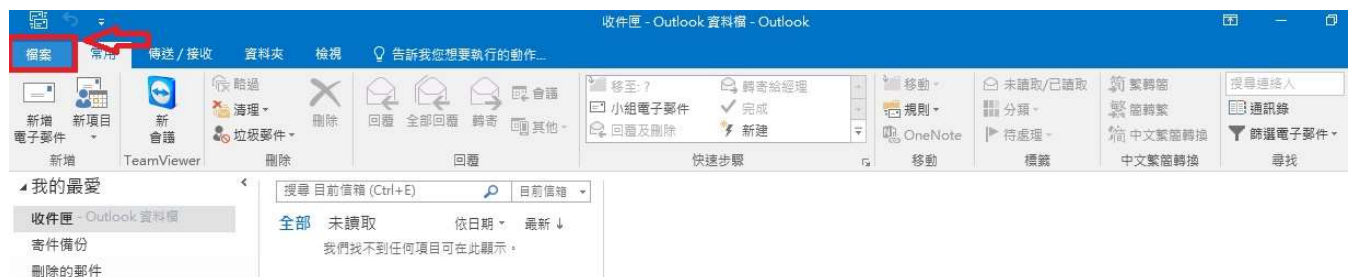 收件匣 - Outlook 資料檔 - Outlook
檔案 常用 傳送 / 接收 資料夾 檢視 告訴我您想要執行的動作...
新增 電子郵件
新項目
新增
新 會議
TeamViewer
略過
清理
垃圾郵件
刪除
刪除
回覆 全部回覆 轉寄
會議
其他
回覆
移至: ?
小組電子郵件
回覆及刪除
轉寄給經理
完成
新建
快速步驟
移動
規則
OneNote
移動
未讀取/已讀取
分類
待處理
標籤
繁轉簡
簡轉繁
中文繁簡轉換
中文繁簡轉換
搜尋連絡人
通訊錄
篩選電子郵件
尋找
我的最愛
收件匣 - Outlook 資料檔
寄件備份
刪除的郵件
搜尋 目前信箱 (Ctrl+E) 目前信箱
全部 未讀取 依日期 最新 ↓
我們找不到任何項目可在此顯示。